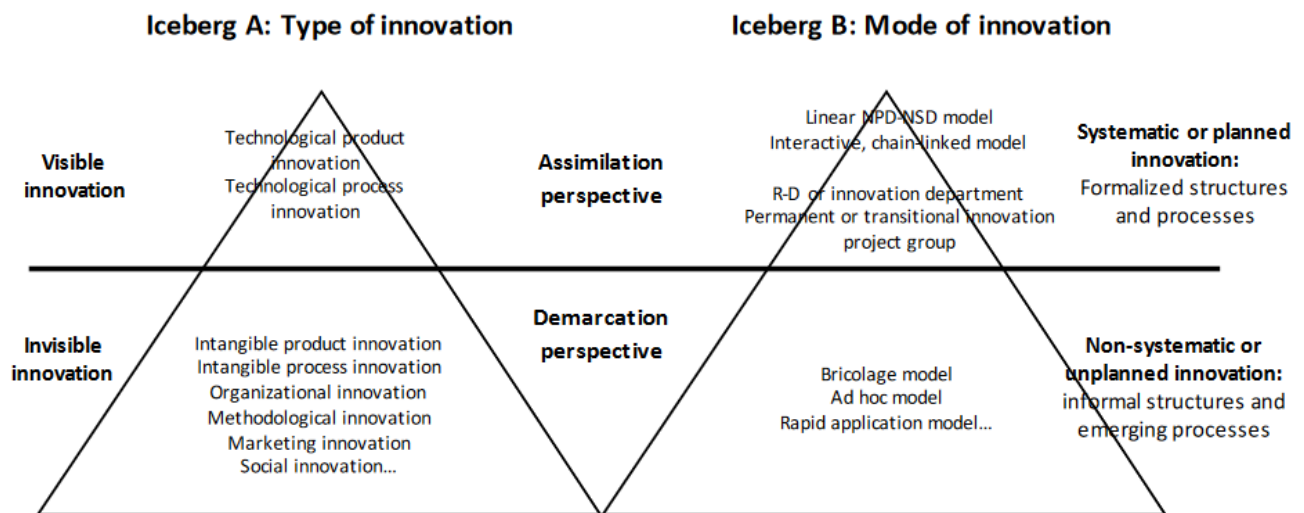 Iceberg A: Type of innovation
Iceberg B: Mode of innovation
Visible
innovation
Technological product
innovation
Technological process
innovation
Assimilation
perspective
Linear NPD-NSD model
Interactive, chain-linked model
R-D or innovation department
Permanent or transitional innovation
project group
Systematic or planned
innovation:
Formalized structures
and processes
Invisible
innovation
Intangible product innovation
Intangible process innovation
Organizational innovation
Methodological innovation
Marketing innovation
Social innovation…
Demarcation
perspective
Bricolage model
Ad hoc model
Rapid application model…
Non-systematic or
unplanned innovation:
informal structures and
emerging processes